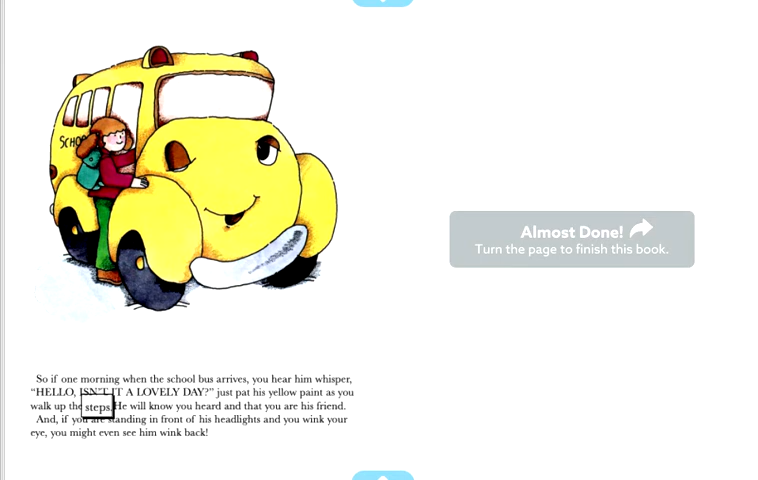 SCHOO
Almost Done!
Turn the page to finish this book.
So if one morning when the school bus arrives, you hear him whisper,
“HELLO, ISN'T IT A LOVELY DAY?” just pat his yellow paint as you
walk up the steps. He will know you heard and that you are his friend.
And, if you are standing in front of his headlights and you wink your
eye, you might even see him wink back!